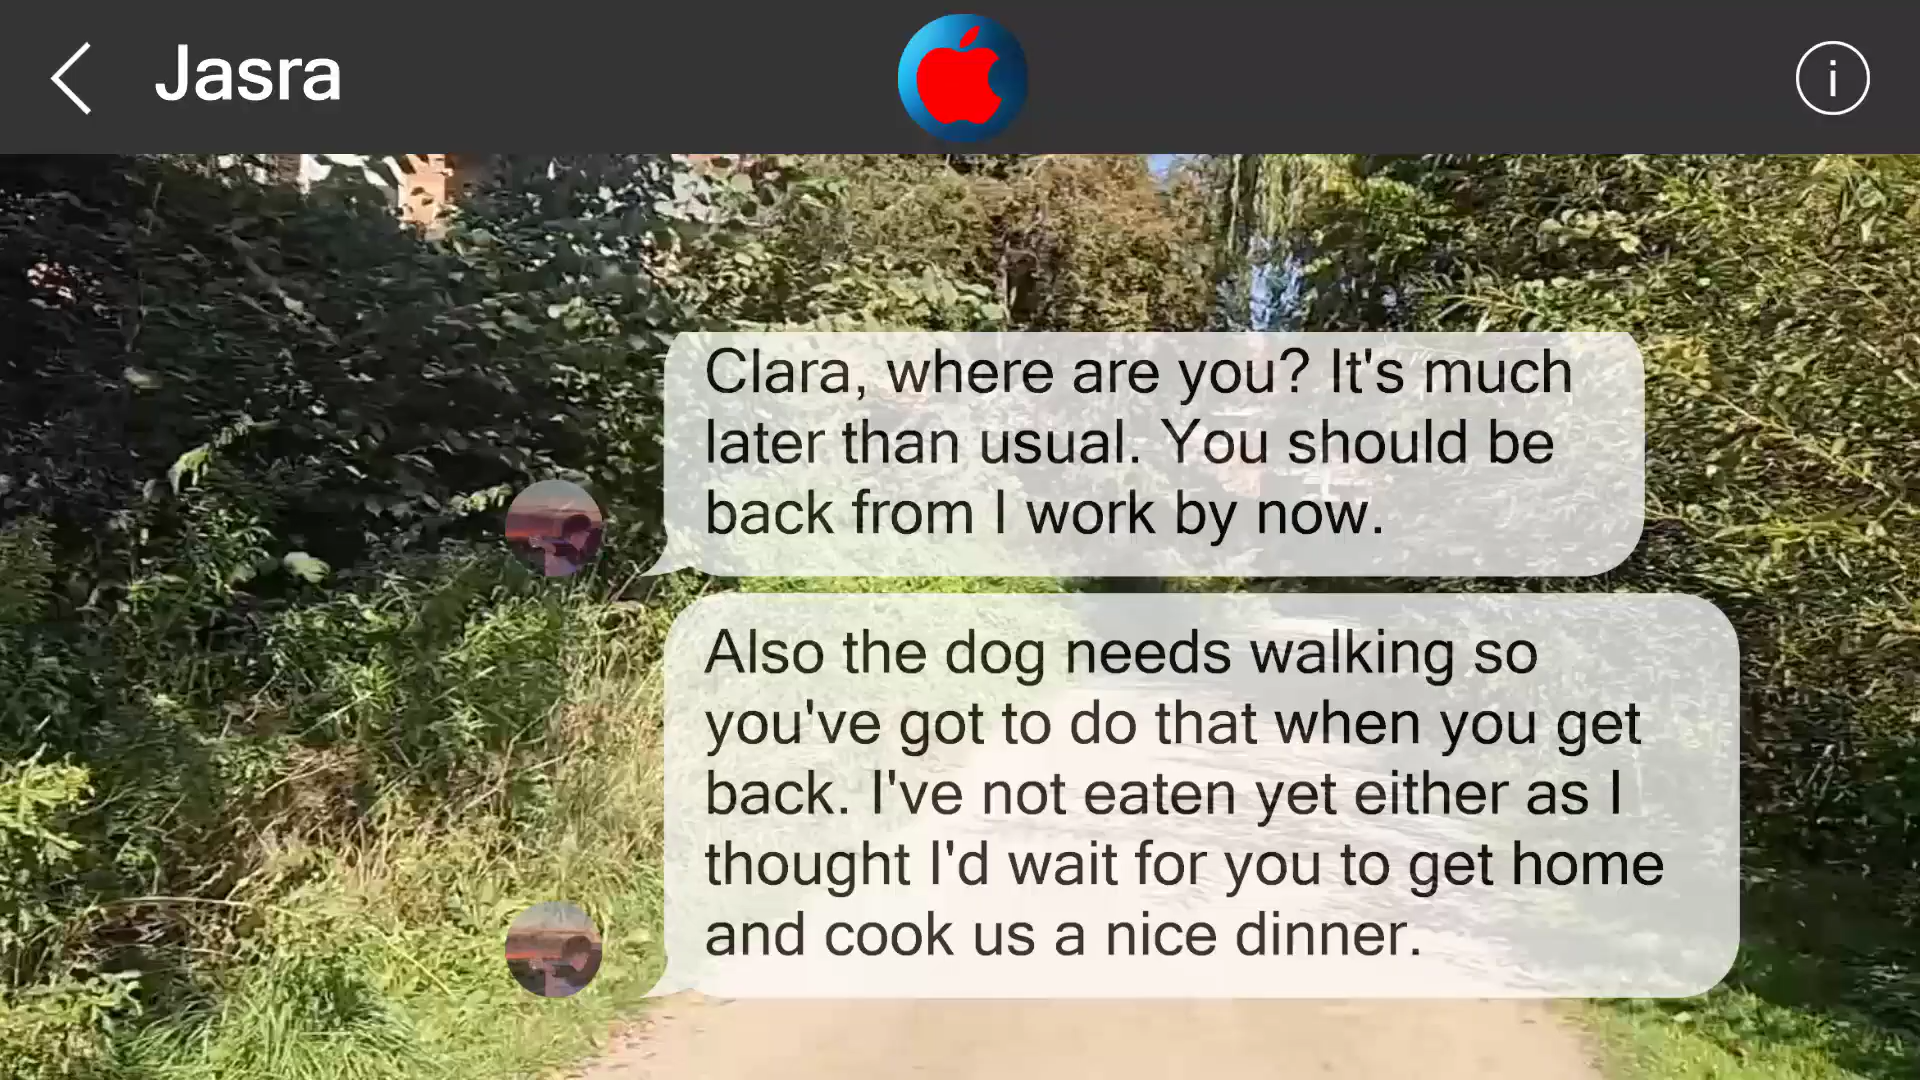 Jasra
i
Clara, where are you? It's much
later than usual. You should be
back from I work by now.
Also the dog needs walking so
you've got to do that when you get
back. I've not eaten yet either as I
thought I'd wait for you to get home
and cook us a nice dinner.